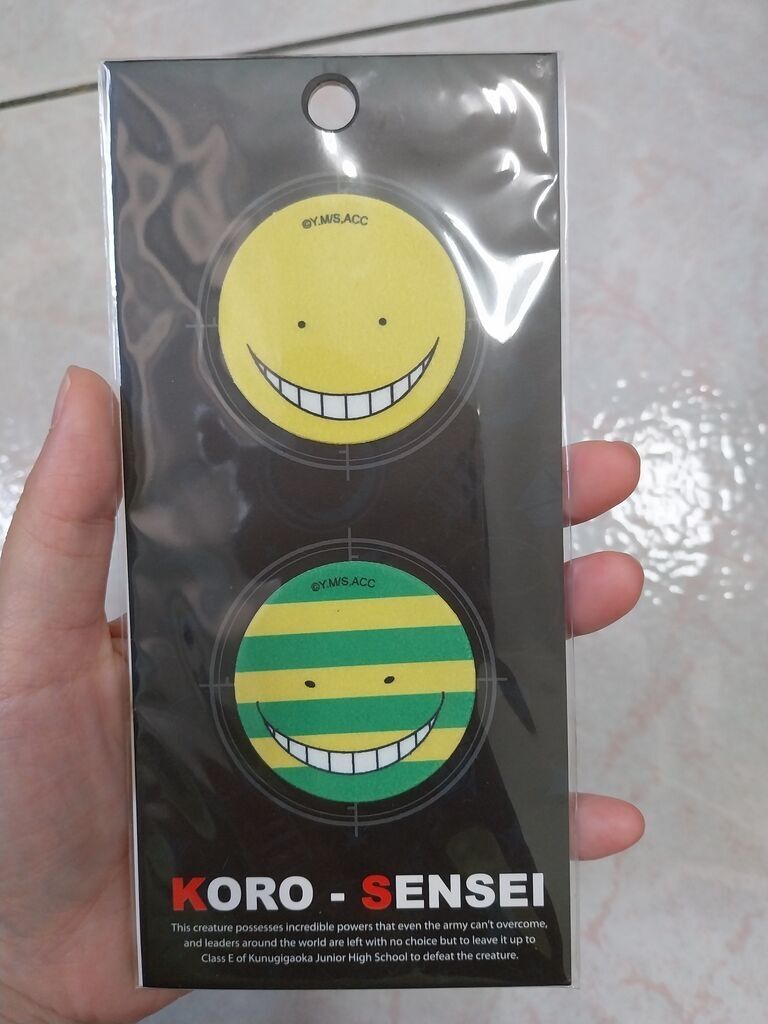 ©Y.M/S,ACC
©Y.M/S,ACC
KORO - SENSEI
This creature possesses incredible powers that even the army can't overcome,
and leaders around the world are left with no choice but to leave it up to
Class E of Kunugigaoka Junior High School to defeat the creature.